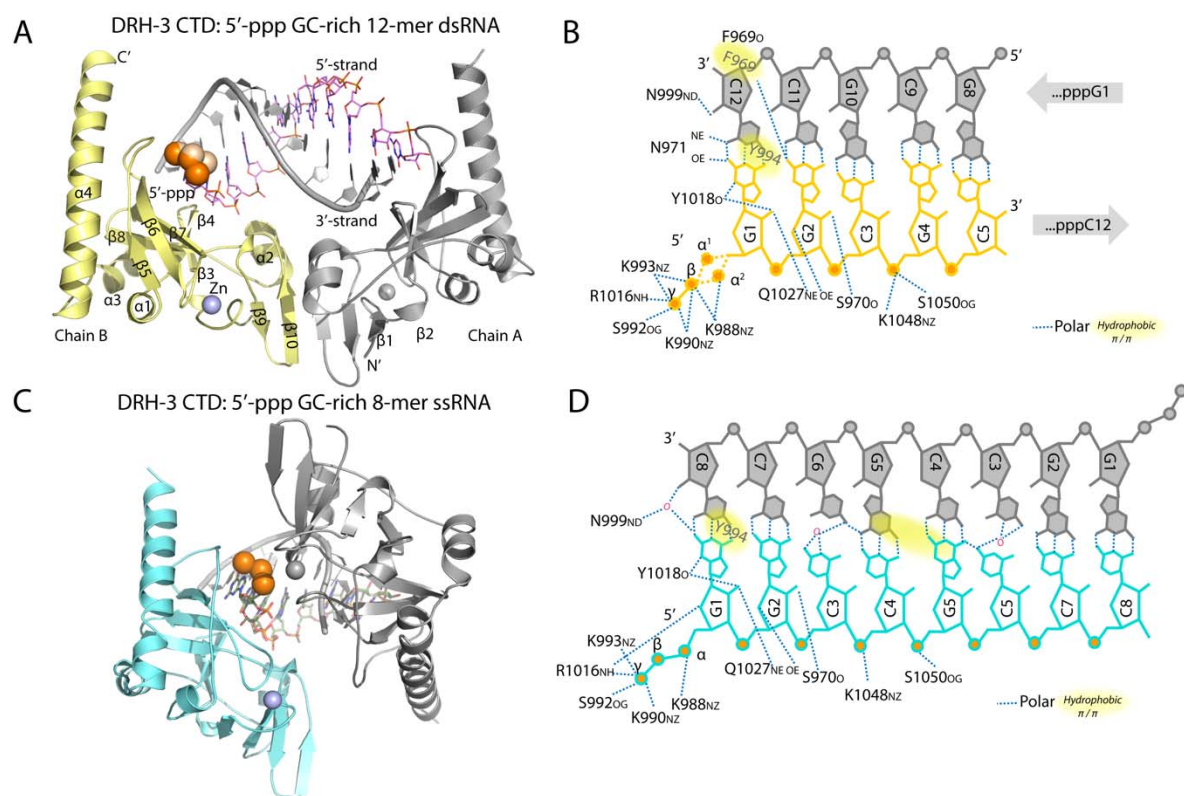 A
DRH-3 CTD: 5′-ppp GC-rich 12-mer dsRNA
C′
5′-strand
5′-ppp
3′-strand
α4
β8
β6
β7
β4
β5
β3
α2
α3
α1
Zn
β9
β10
β1
β2
N′
Chain B
Chain A
B
F969O
F969
3′
5′
C12
C11
G10
C9
G8
...pppG1
N999ND
NE
N971
OE
Y994
Y1018O
3′
...pppC12
G1
G2
C3
G4
C5
5′
α1
β
α2
γ
K993NZ
R1016NH
S992OG
K990NZ
K988NZ
Q1027NE OE
S970O
K1048NZ
S1050OG
Polar
Hydrophobic
π/π
C
DRH-3 CTD: 5′-ppp GC-rich 8-mer ssRNA
D
3′
C8
C7
C6
G5
C4
C3
G2
G1
N999ND
o
Y994
o
o
Y1018O
5′
G1
G2
C3
C4
G5
C5
C7
C8
K993NZ
R1016NH
γ
β
α
S992OG
K990NZ
K988NZ
Q1027NE OE
S970O
K1048NZ
S1050OG
Polar
Hydrophobic
π/π